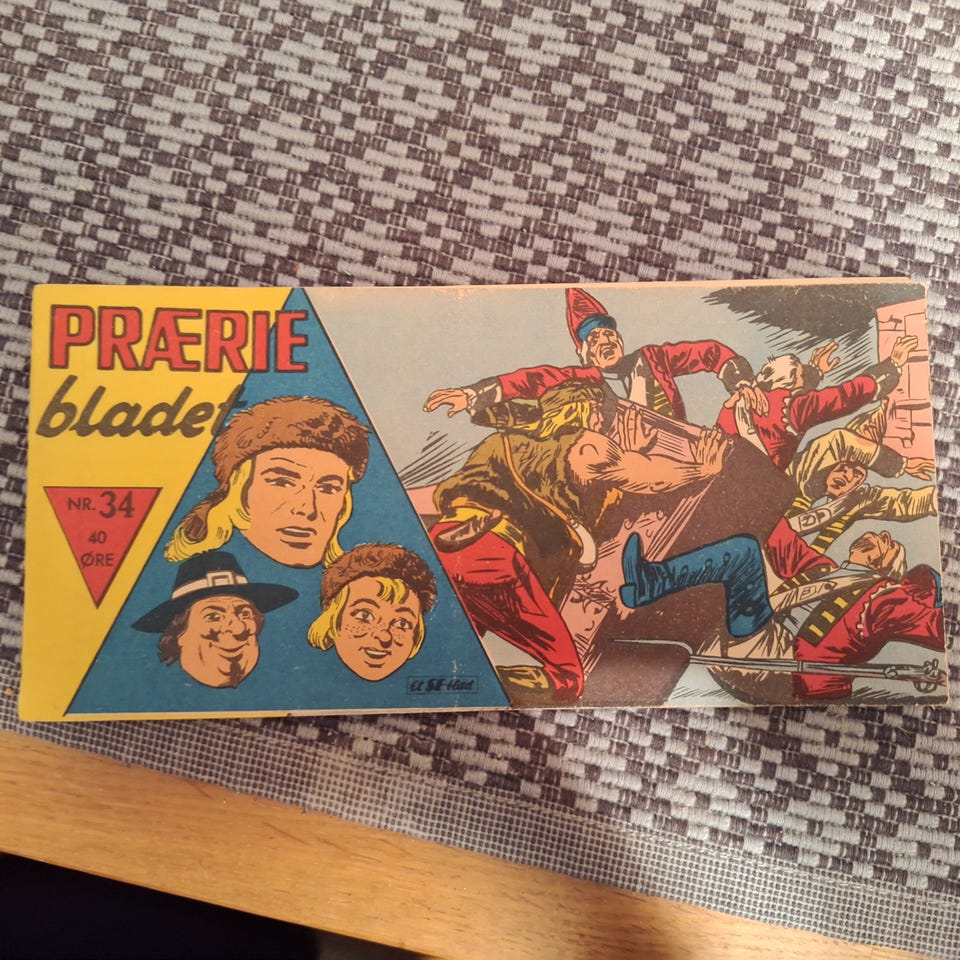 PRÆRIE
bladet
NR. 34
40
ØRE
et SE-blad